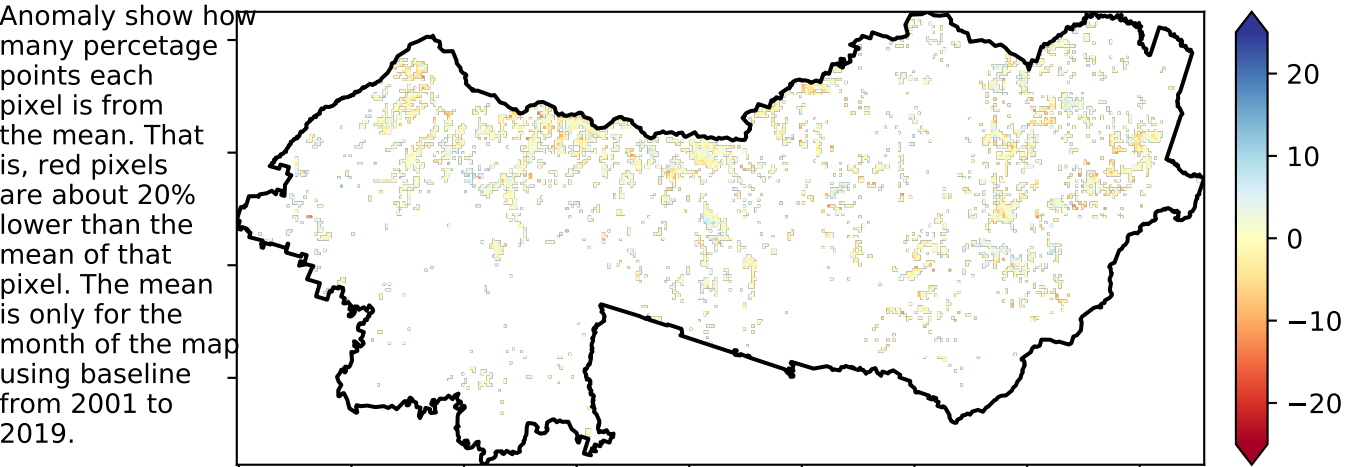 Anomaly show how
many percetage
points each
pixel is from
the mean. That
is, red pixels
are about 20%
lower than the
mean of that
pixel. The mean
is only for the
month of the map
using baseline
from 2001 to
2019.
20
10
0
−10
−20